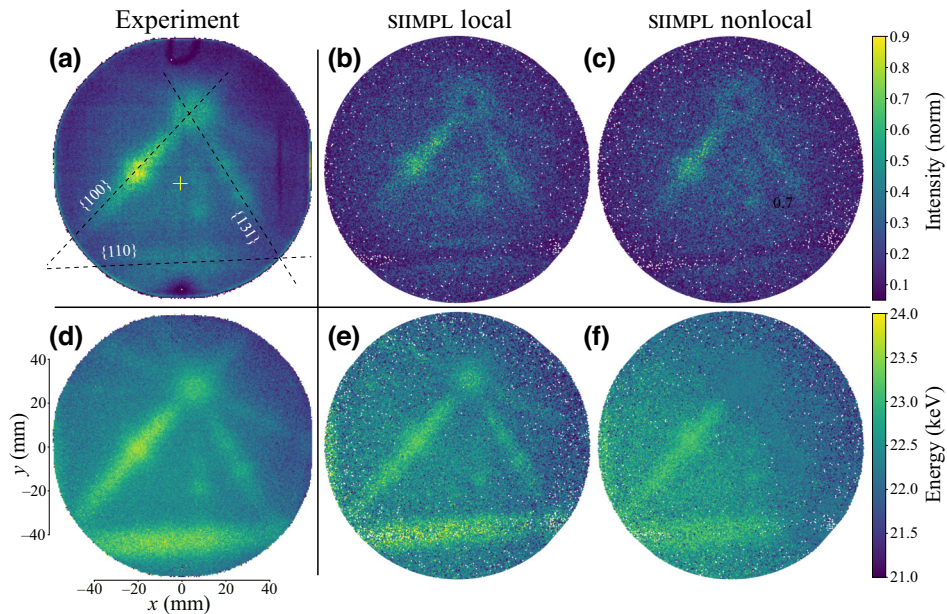 Experiment
SIIMPL local
SIIMPL nonlocal
(a)
(b)
(c)
{100}
{110}
{131}
0.7
0.9
0.8
0.7
0.6
0.5
0.4
0.3
0.2
0.1
Intensity (norm)
(d)
(e)
(f)
40
20
0
−20
−40
y (mm)
−40 −20 0 20 40
x (mm)
24.0
23.5
23.0
22.5
22.0
21.5
21.0
Energy (keV)